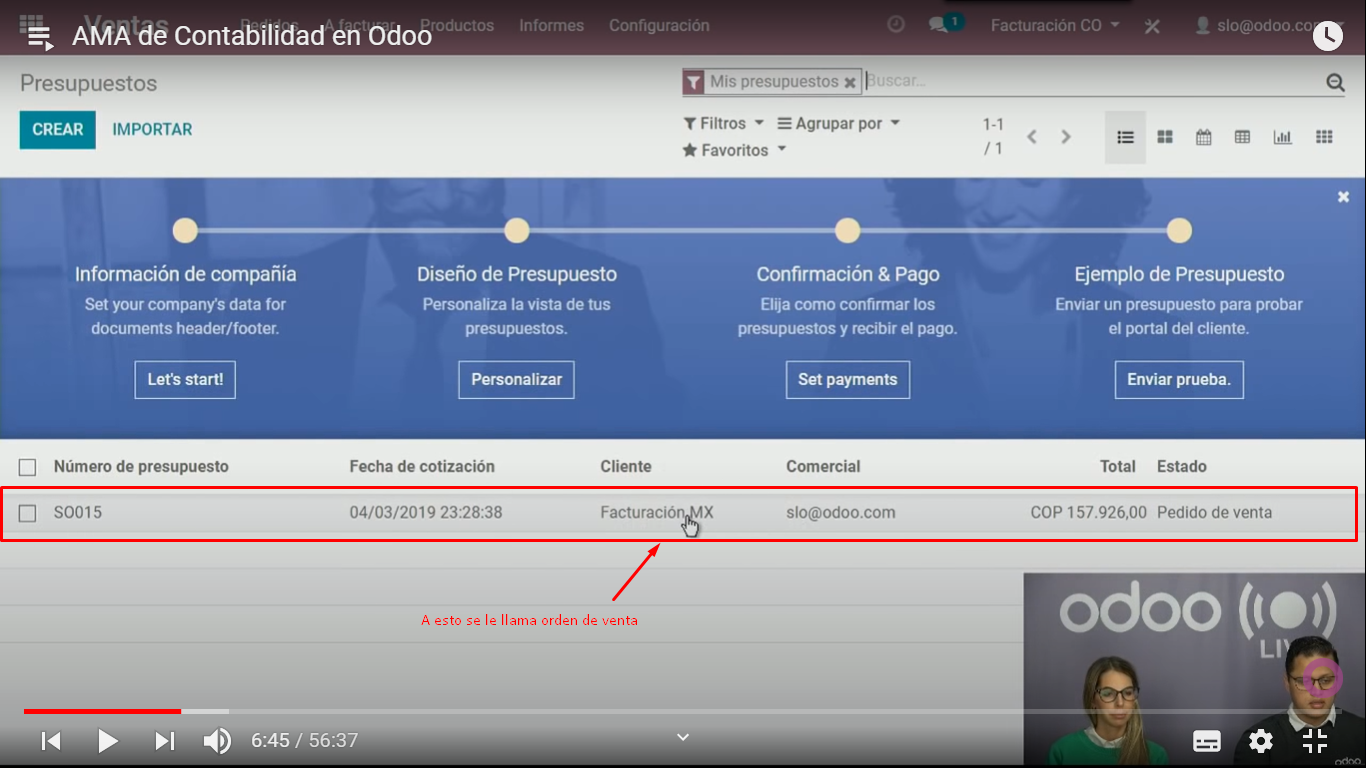 Ventas Pedidos A facturar Productos Informes Configuración 1 Facturación CO slo@odoo.com
AMA de Contabilidad en Odoo
Presupuestos
Mis presupuestos Buscar...
CREAR IMPORTAR
Filtros Agrupar por 1-1
Favoritos / 1
Información de compañía
Set your company's data for
documents header/footer.
Let's start!
Diseño de Presupuesto
Personaliza la vista de tus
presupuestos.
Personalizar
Confirmación & Pago
Elija como confirmar los
presupuestos y recibir el pago.
Set payments
Ejemplo de Presupuesto
Enviar un presupuesto para probar
el portal del cliente.
Enviar prueba.
Número de presupuesto Fecha de cotización Cliente Comercial Total Estado
SO015 04/03/2019 23:28:38 Facturación MX slo@odoo.com COP 157.926,00 Pedido de venta
A esto se le llama orden de venta
odoo
LIVE
6:45 / 56:37
odoo